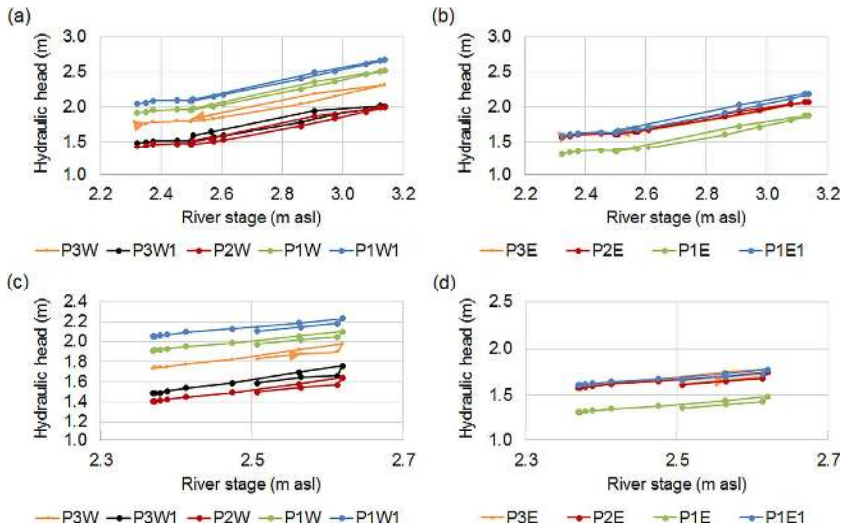 (a)
Hydraulic head (m)
3.0
2.5
2.0
1.5
1.0
2.2 2.4 2.6 2.8 3.0 3.2
River stage (m asl)
P3W P3W1 P2W P1W P1W1
(b)
Hydraulic head (m)
3.0
2.5
2.0
1.5
1.0
2.2 2.4 2.6 2.8 3.0 3.2
River stage (m asl)
P3E P2E P1E P1E1
(c)
Hydraulic head (m)
2.4
2.2
2.0
1.8
1.6
1.4
1.2
1.0
2.3 2.5 2.7
River stage (m asl)
P3W P3W1 P2W P1W P1W1
(d)
Hydraulic head (m)
2.5
2.0
1.5
1.0
2.3 2.5 2.7
River stage (m asl)
P3E P2E P1E P1E1